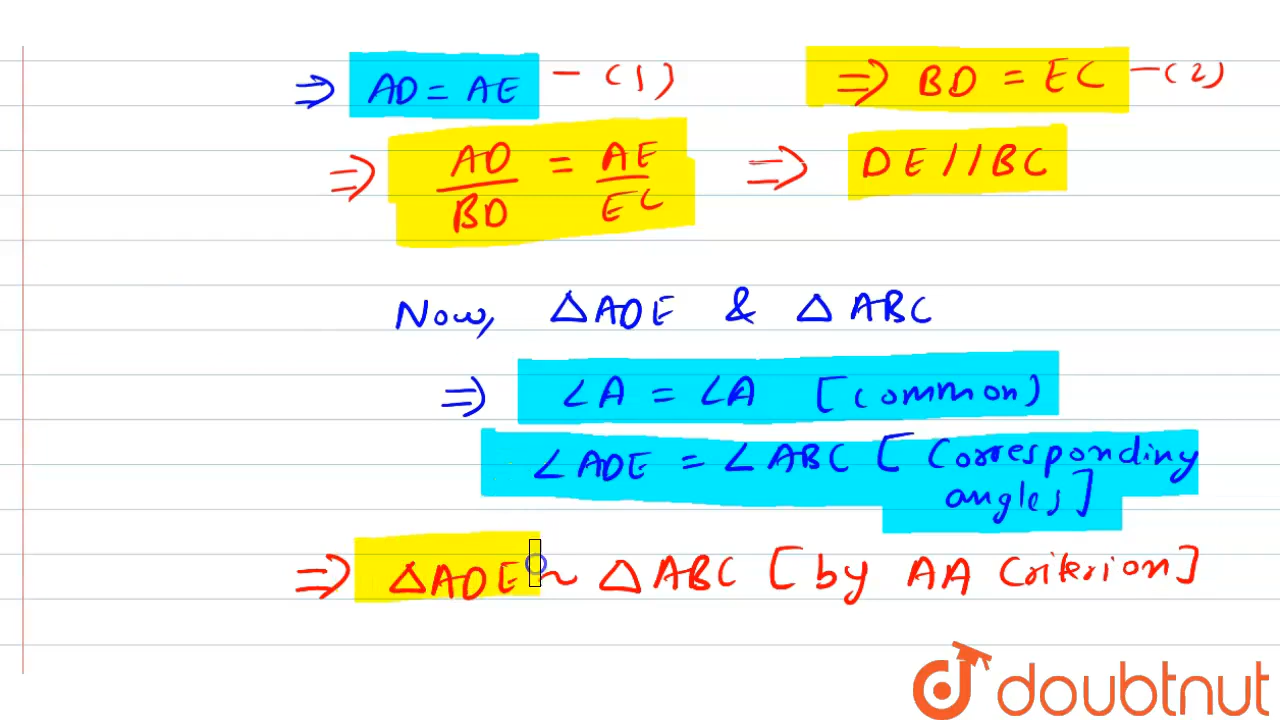 ⇒ AD = AE – (1) ⇒ BD = EC – (2)
⇒ AD/BD = AE/EC ⇒ DE//BC
Now, △ADE & △ABC
⇒ ∠A = ∠A [common)
∠ADE = ∠ABC [Corresponding
angles]
⇒ △ADE ~ △ABC [by AA Criterion]
doubtnut